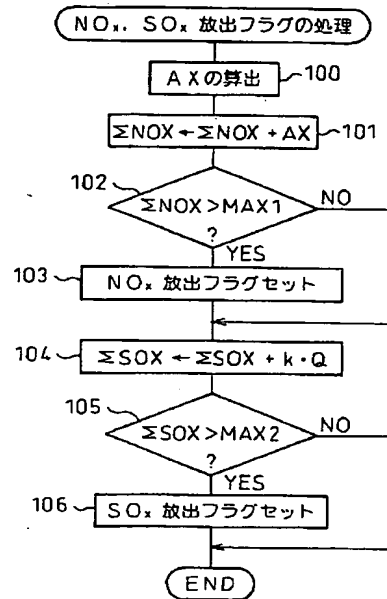 NOx, SOx 放出フラグの処理
AXの算出
100
ΣNOX←ΣNOX+AX
101
102
ΣNOX>MAX1
?
NO
YES
103
NOx 放出フラグセット
104
ΣSOX←ΣSOX+k・Q
105
ΣSOX>MAX2
?
NO
YES
106
SOx 放出フラグセット
END